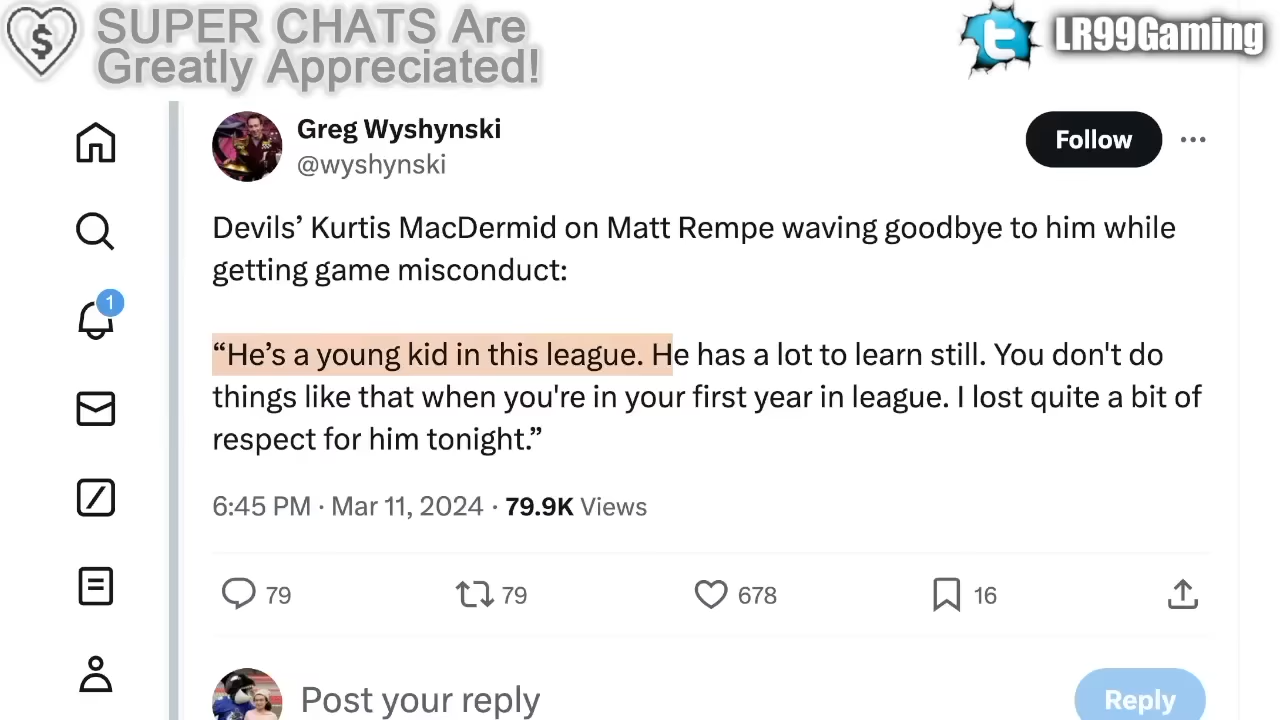 SUPER CHATS Are
Greatly Appreciated!
LR99Gaming
Greg Wyshynski
@wyshynski
Follow
Devils’ Kurtis MacDermid on Matt Rempe waving goodbye to him while
getting game misconduct:
“He’s a young kid in this league. He has a lot to learn still. You don't do
things like that when you're in your first year in league. I lost quite a bit of
respect for him tonight.”
6:45 PM · Mar 11, 2024 · 79.9K Views
79
79
678
16
1
Post your reply
Reply